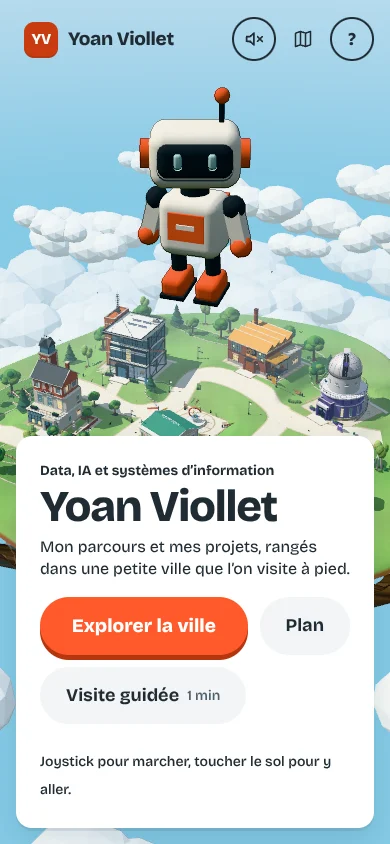 YV Yoan Viollet ?
Data, IA et systèmes d’information
Yoan Viollet
Mon parcours et mes projets, rangés
dans une petite ville que l’on visite à pied.
Explorer la ville
Plan
Visite guidée 1 min
Joystick pour marcher, toucher le sol pour y
aller.